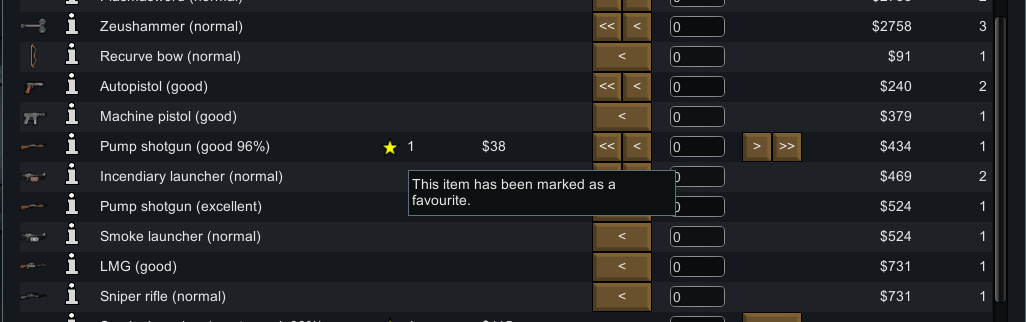 Zeushammer (normal) << < 0 $2758 3
Recurve bow (normal) < 0 $91 1
Autopistol (good) << < 0 $240 2
Machine pistol (good) < 0 $379 1
Pump shotgun (good 96%) 1 $38 << < 0 > >> $434 1
Incendiary launcher (normal) 0 $469 2
This item has been marked as a
favourite.
Pump shotgun (excellent) 0 $524 1
Smoke launcher (normal) < 0 $524 1
LMG (good) < 0 $731 1
Sniper rifle (normal) < 0 $731 1